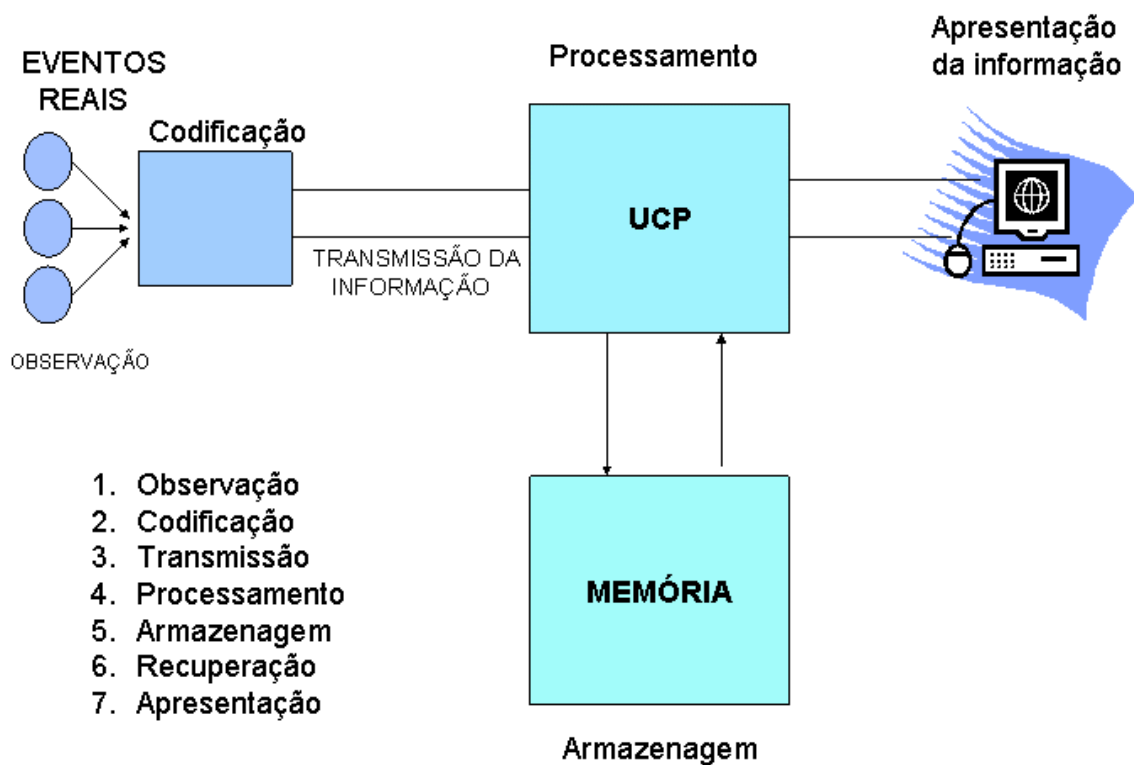 EVENTOS
REAIS
Codificação
Processamento
Apresentação
da informação
UCP
TRANSMISSÃO DA
INFORMAÇÃO
OBSERVAÇÃO
1. Observação
2. Codificação
3. Transmissão
4. Processamento
5. Armazenagem
6. Recuperação
7. Apresentação
MEMÓRIA
Armazenagem